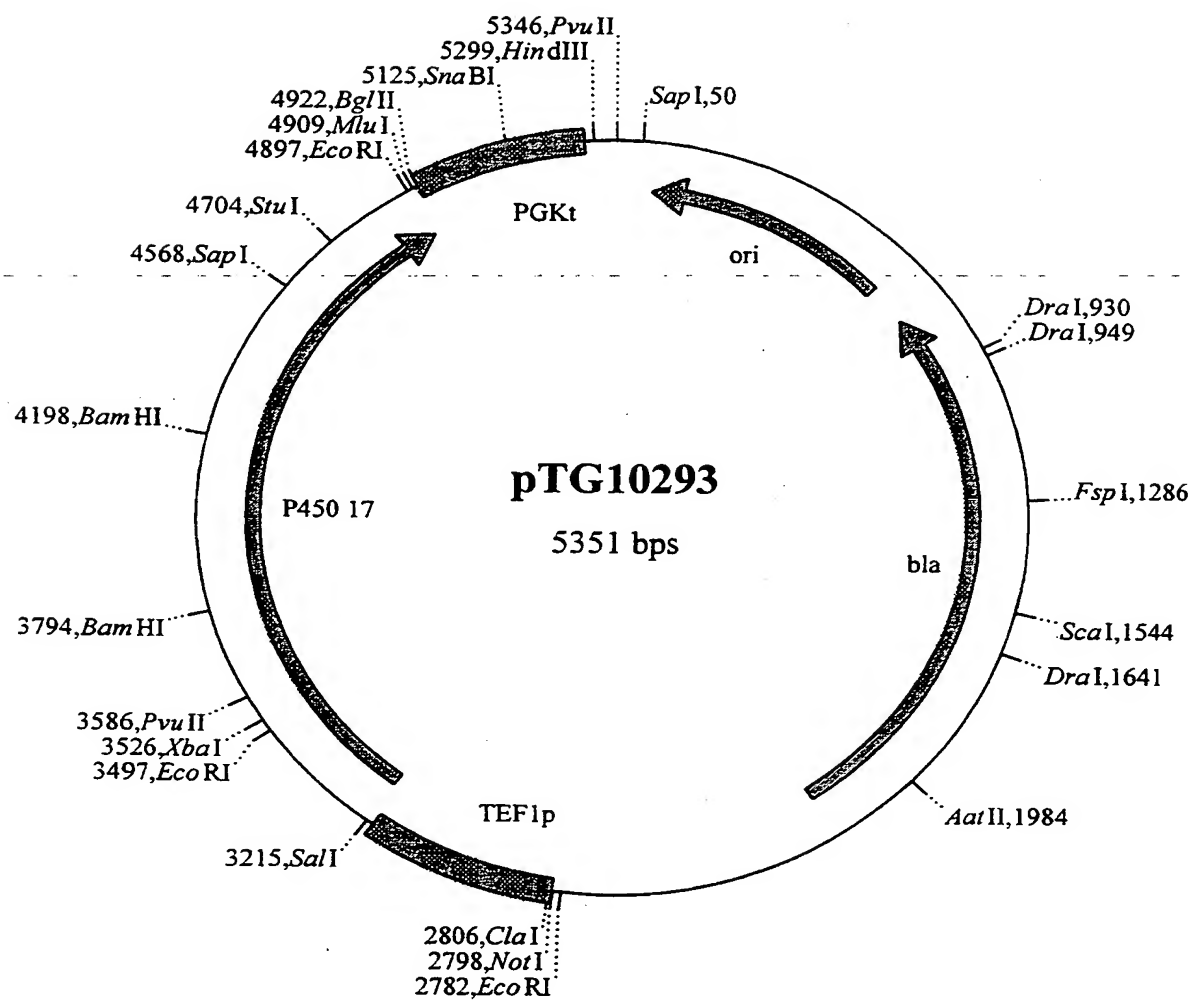 5346,PvuII
5299,HindIII
5125,SnaBI
4922,BglII
4909,MluI
4897,EcoRI
SapI,50
4704,StuI
4568,SapI
PGKt
ori
DraI,930
DraI,949
4198,BamHI
pTG10293
5351 bps
P450 17
FspI,1286
bla
3794,BamHI
ScaI,1544
DraI,1641
3586,PvuII
3526,XbaI
3497,EcoRI
TEF1p
AatII,1984
3215,SalI
2806,ClaI
2798,NotI
2782,EcoRI